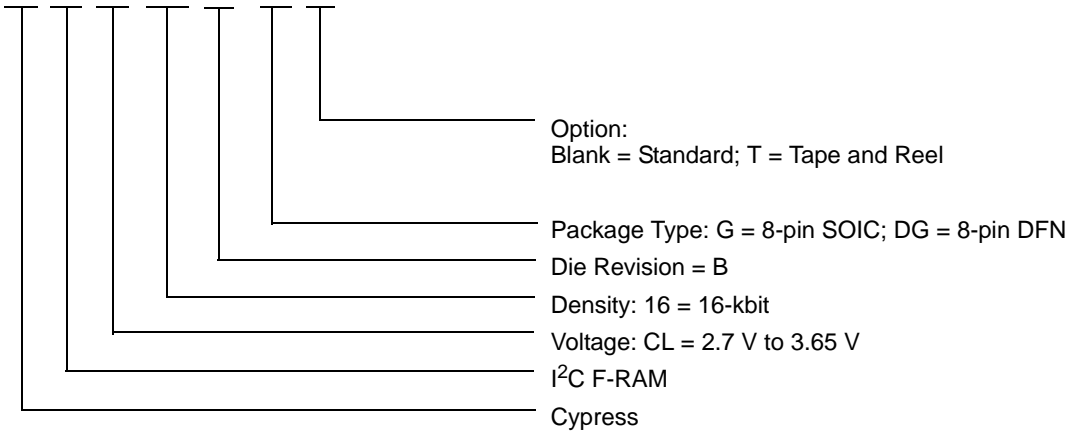 Option:
Blank = Standard; T = Tape and Reel
Package Type: G = 8-pin SOIC; DG = 8-pin DFN
Die Revision = B
Density: 16 = 16-kbit
Voltage: CL = 2.7 V to 3.65 V
I²C F-RAM
Cypress